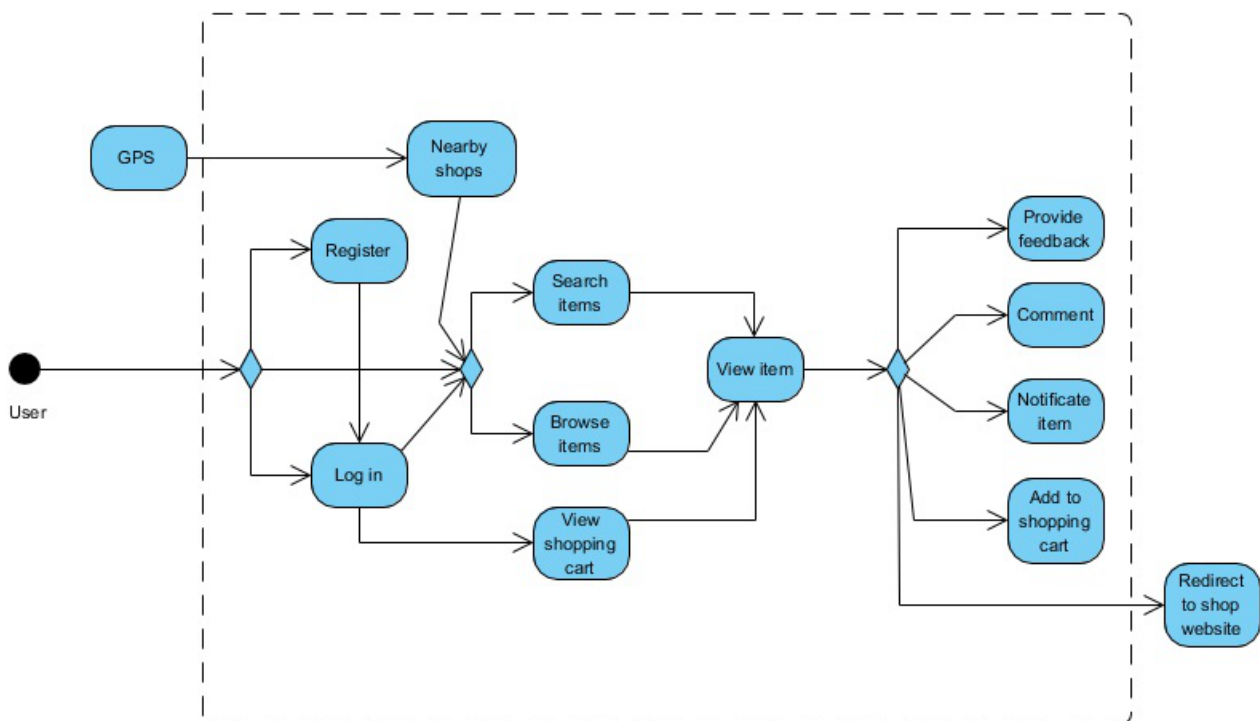 GPS
Nearby
shops
Register
Provide
feedback
Search
items
Comment
View item
User
Notificate
item
Browse
items
Log in
View
shopping
cart
Add to
shopping
cart
Redirect
to shop
website